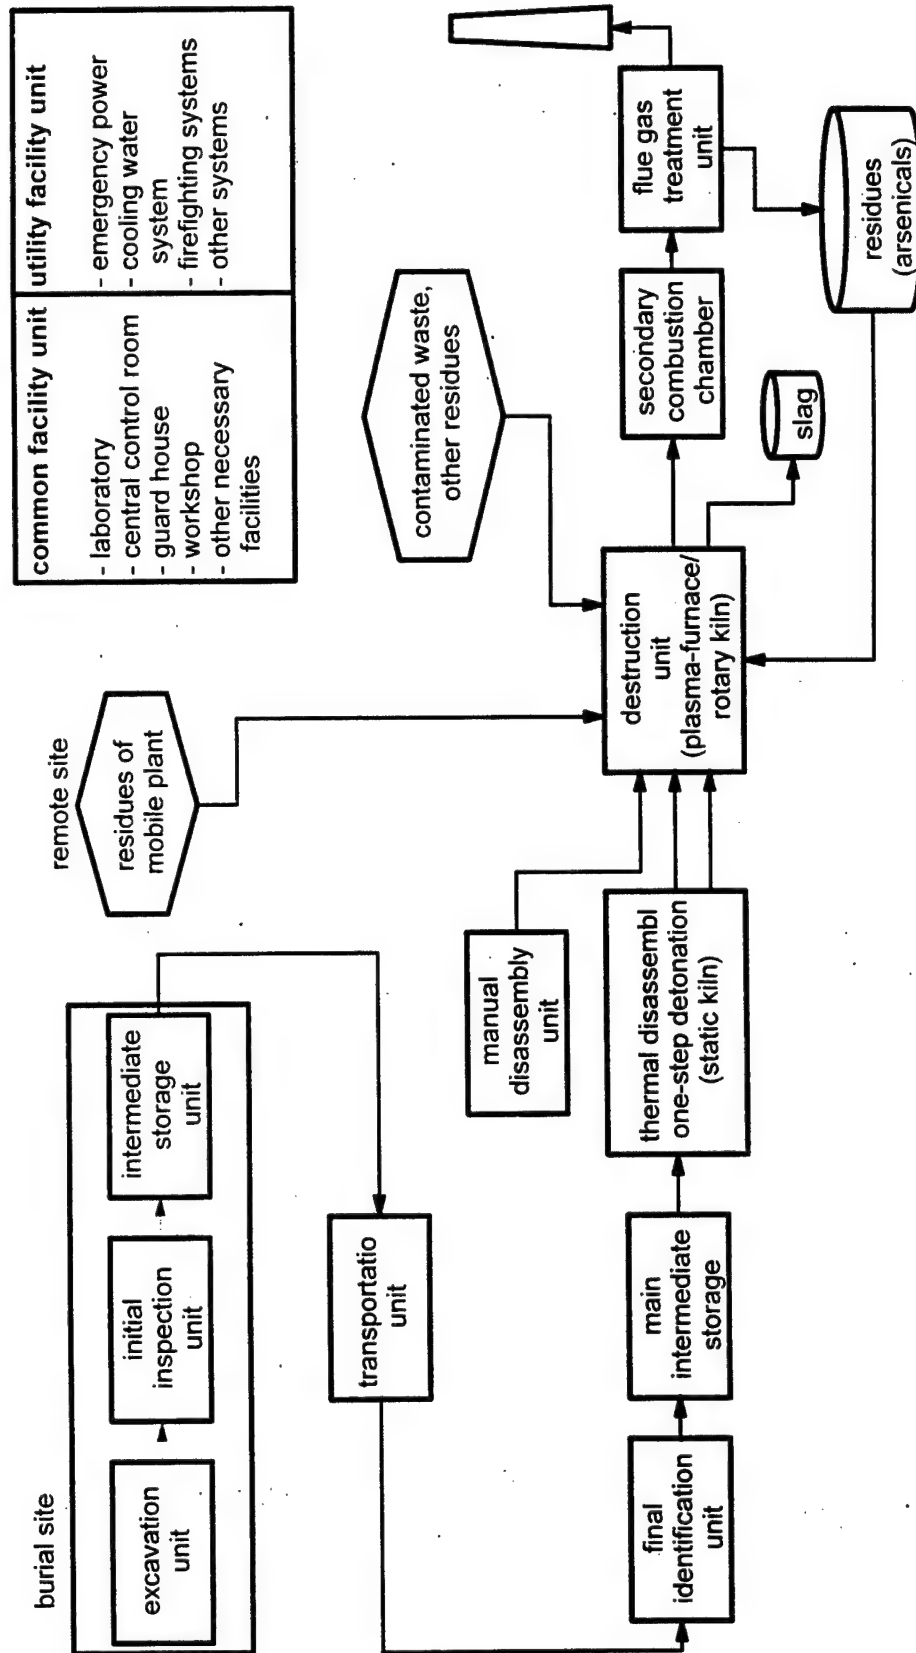 burial site
excavation
unit
initial
inspection
unit
intermediate
storage
unit
remote site
residues of
mobile plant
common facility unit
- laboratory
- central control room
- guard house
- workshop
- other necessary
facilities
utility facility unit
- emergency power
- cooling water
system
- firefighting systems
- other systems
transportatio
unit
manual
disassembly
unit
contaminated waste,
other residues
final
identification
unit
main
intermediate
storage
thermal disassembl
one-step detonation
(static kiln)
destruction
unit
(plasma-furnace/
rotary kiln)
secondary
combustion
chamber
flue gas
treatment
unit
slag
residues
(arsenicals)